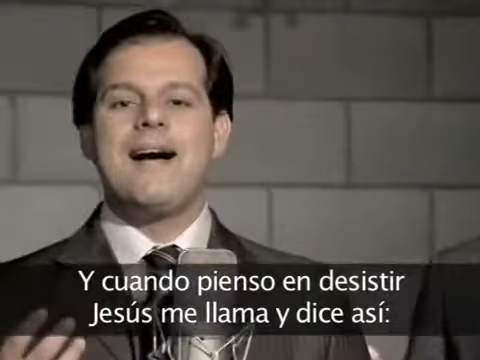 Y cuando pienso en desistir
Jesús me llama y dice así: